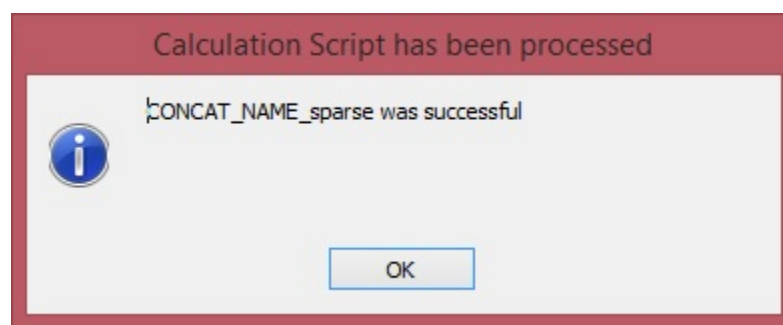 Calculation Script has been processed
CONCAT_NAME_sparse was successful
OK